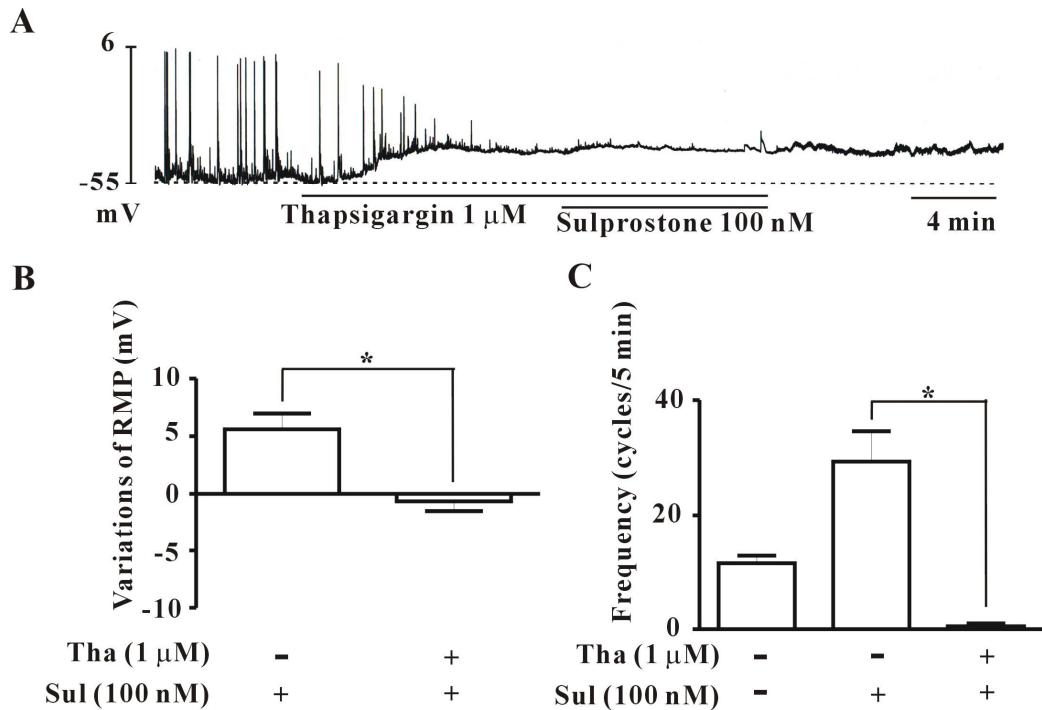 A
6
-55
mV
Thapsigargin 1 μM
Sulprostone 100 nM
4 min
B
Variations of RMP (mV)
10
5
0
-5
-10
*
Tha (1 μM) - +
Sul (100 nM) + +
C
Frequency (cycles/5 min)
40
20
0
*
Tha (1 μM) - - +
Sul (100 nM) - + +